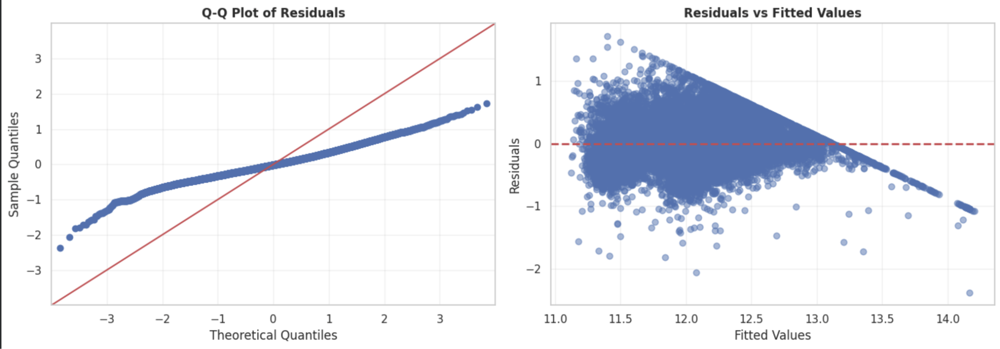 Q-Q Plot of Residuals
3
2
1
0
−1
−2
−3
Sample Quantiles
−3 −2 −1 0 1 2 3
Theoretical Quantiles
Residuals vs Fitted Values
1
0
−1
−2
Residuals
11.0 11.5 12.0 12.5 13.0 13.5 14.0
Fitted Values